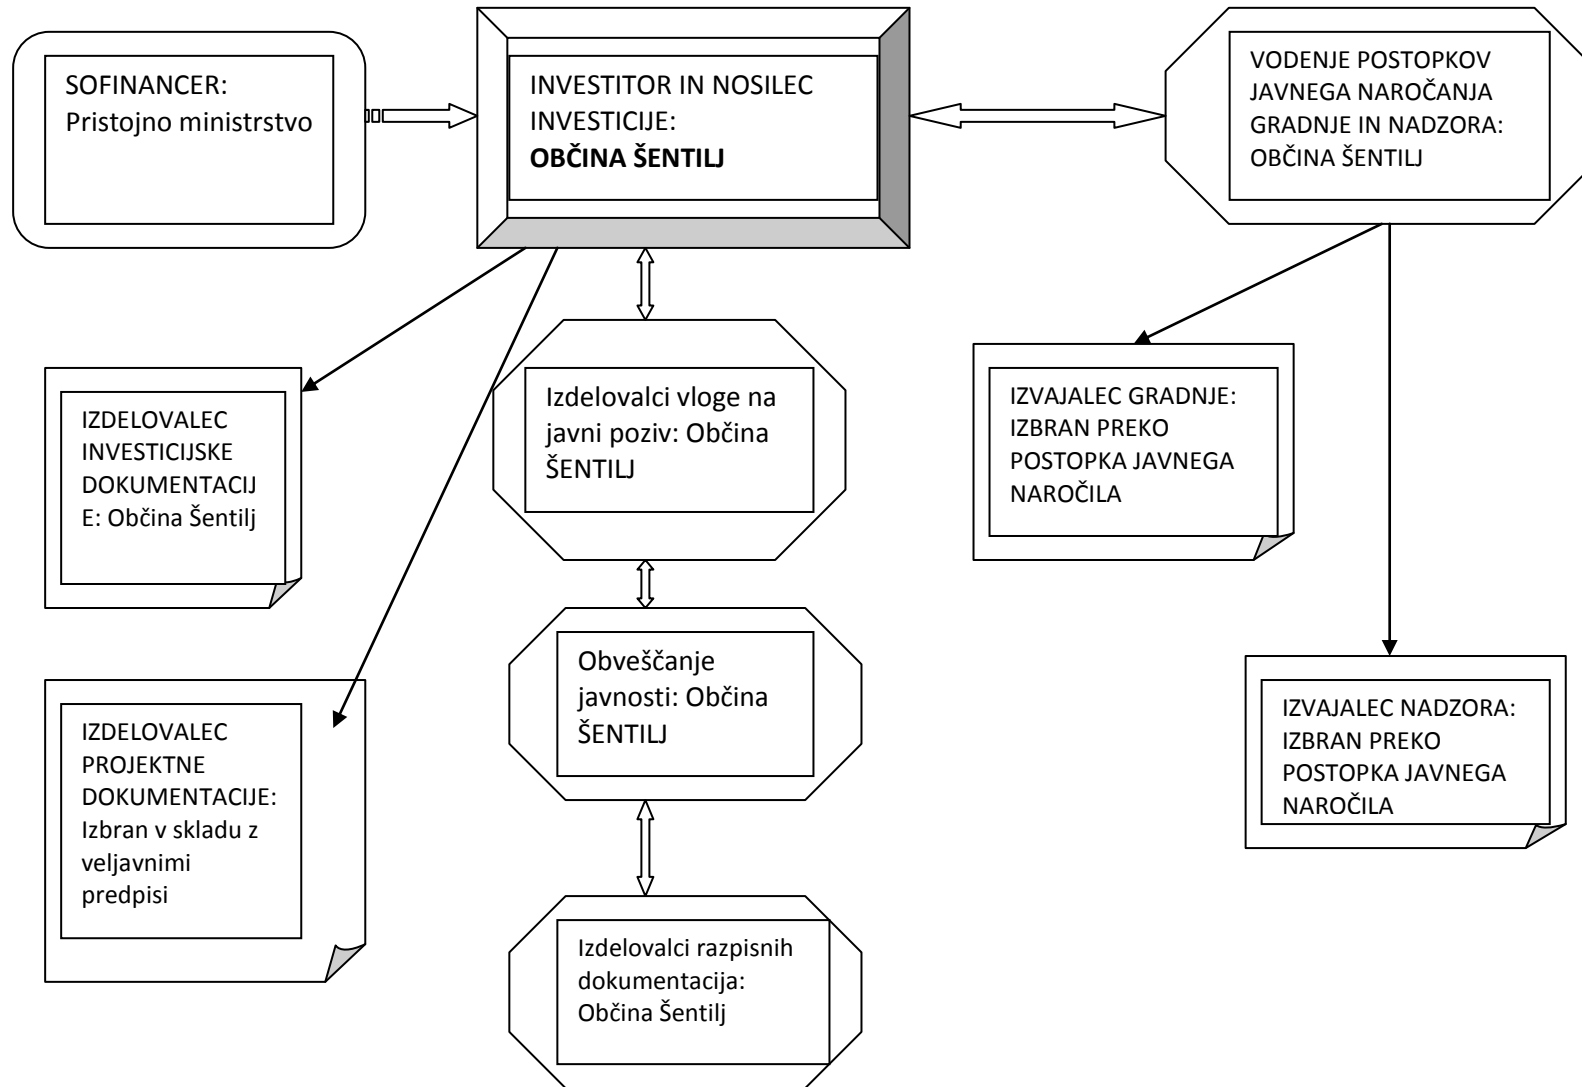 SOFINANCER:
Pristojno ministrstvo
INVESTITOR IN NOSILEC
INVESTICIJE:
OBČINA ŠENTILJ
VODENJE POSTOPKOV
JAVNEGA NAROČANJA
GRADNJE IN NADZORA:
OBČINA ŠENTILJ
IZDELOVALEC
INVESTICIJSKE
DOKUMENTACIJ
E: Občina Šentilj
Izdelovalci vloge na
javni poziv: Občina
ŠENTILJ
IZVAJALEC GRADNJE:
IZBRAN PREKO
POSTOPKA JAVNEGA
NAROČILA
IZDELOVALEC
PROJEKTNE
DOKUMENTACIJE:
Izbran v skladu z
veljavnimi
predpisi
Obveščanje
javnosti: Občina
ŠENTILJ
IZVAJALEC NADZORA:
IZBRAN PREKO
POSTOPKA JAVNEGA
NAROČILA
Izdelovalci razpisnih
dokumentacija:
Občina Šentilj